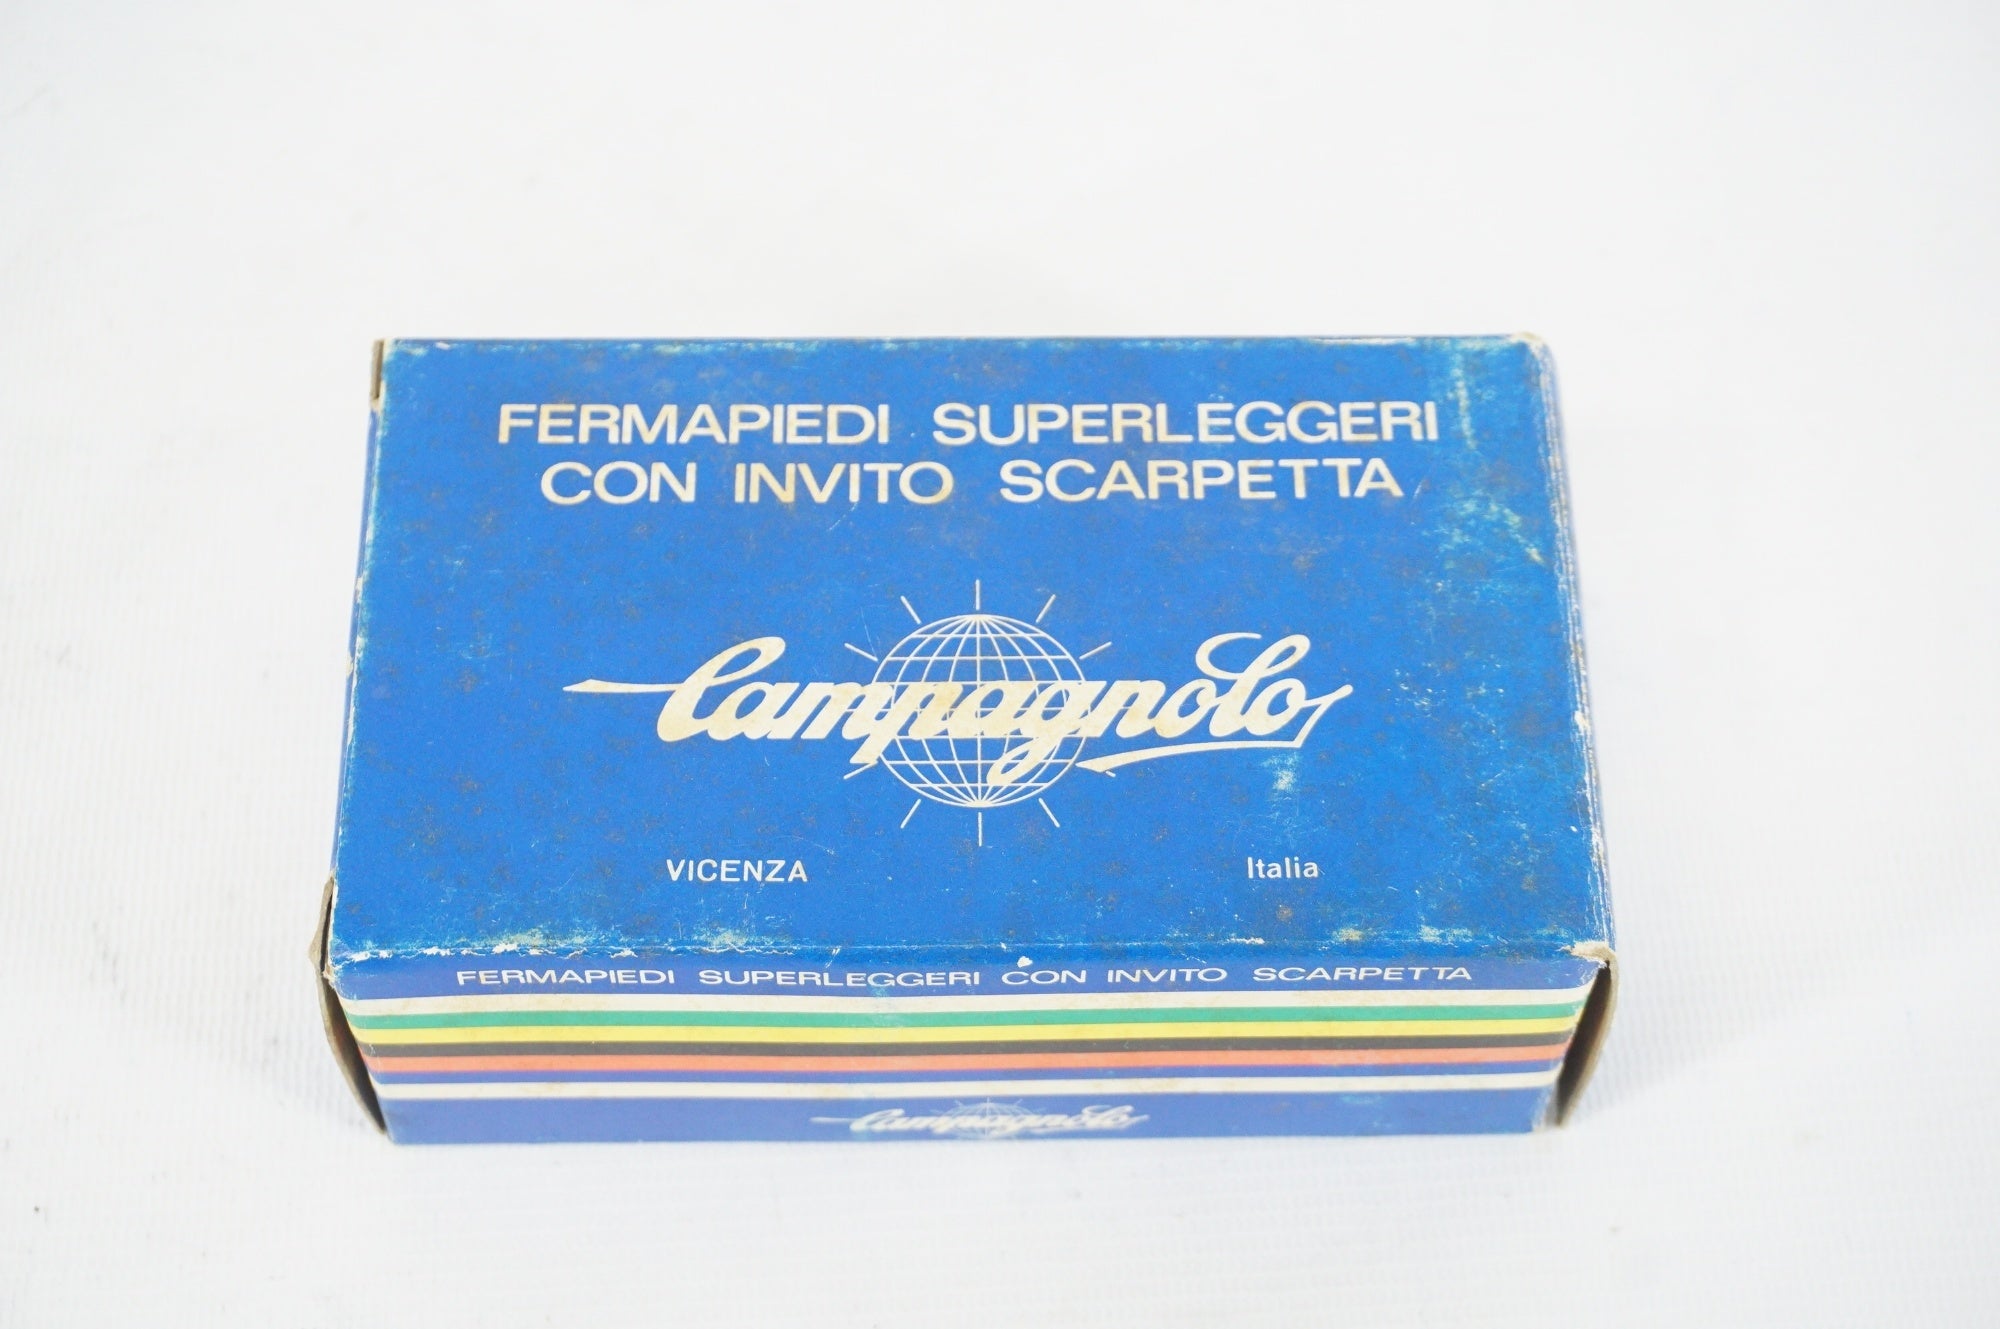 FERMAPIEDI SUPERLEGGERI
CON INVITO SCARPETTA
Campagnolo
VICENZA Italia
FERMAPIEDI SUPERLEGGERI CON INVITO SCARPETTA
Campagnolo